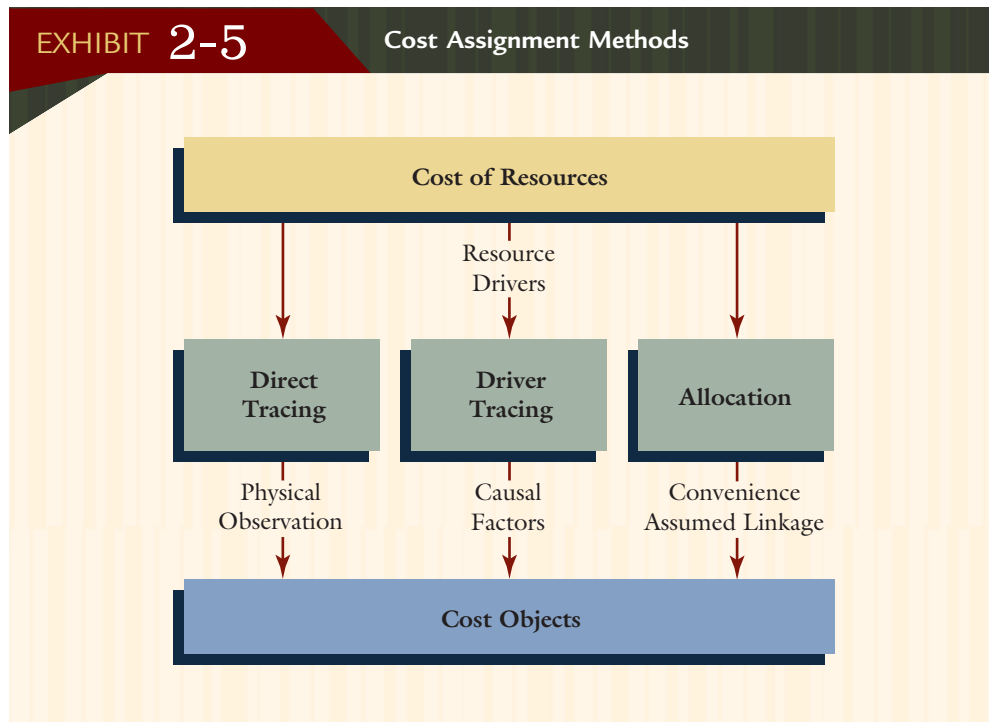 EXHIBIT 2-5
Cost Assignment Methods
Cost of Resources
Resource
Drivers
Direct
Tracing
Driver
Tracing
Allocation
Physical
Observation
Causal
Factors
Convenience
Assumed Linkage
Cost Objects